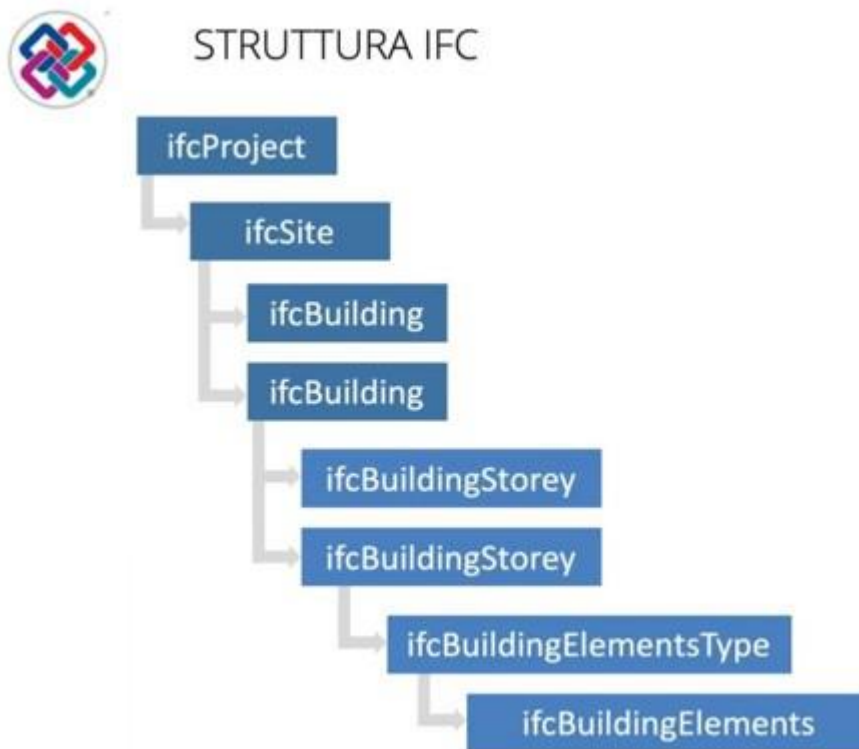 STRUTTURA IFC
ifcProject
ifcSite
ifcBuilding
ifcBuilding
ifcBuildingStorey
ifcBuildingStorey
ifcBuildingElementsType
ifcBuildingElements